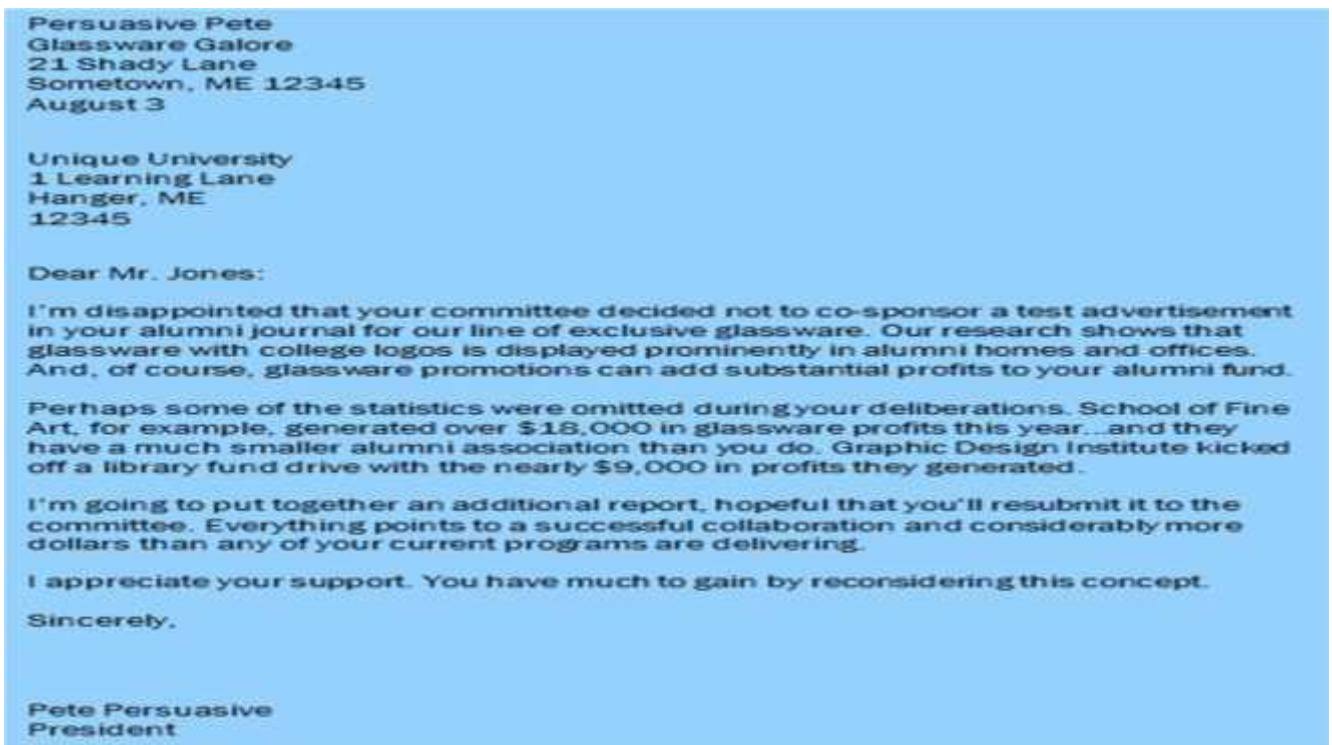 Persuasive Pete
Glassware Galore
21 Shady Lane
Sometown, ME 12345
August 3
Unique University
1 Learning Lane
Hanger, ME
12345
Dear Mr. Jones:
I'm disappointed that your committee decided not to co-sponsor a test advertisement
in your alumni journal for our line of exclusive glassware. Our research shows that
glassware with college logos is displayed prominently in alumni homes and offices.
And, of course, glassware promotions can add substantial profits to your alumni fund.
Perhaps some of the statistics were omitted during your deliberations. School of Fine
Art, for example, generated over $18,000 in glassware profits this year...and they
have a much smaller alumni association than you do. Graphic Design Institute kicked
off a library fund drive with the nearly $9,000 in profits they generated.
I'm going to put together an additional report, hopeful that you'll resubmit it to the
committee. Everything points to a successful collaboration and considerably more
dollars than any of your current programs are delivering.
I appreciate your support. You have much to gain by reconsidering this concept.
Sincerely,
Pete Persuasive
President